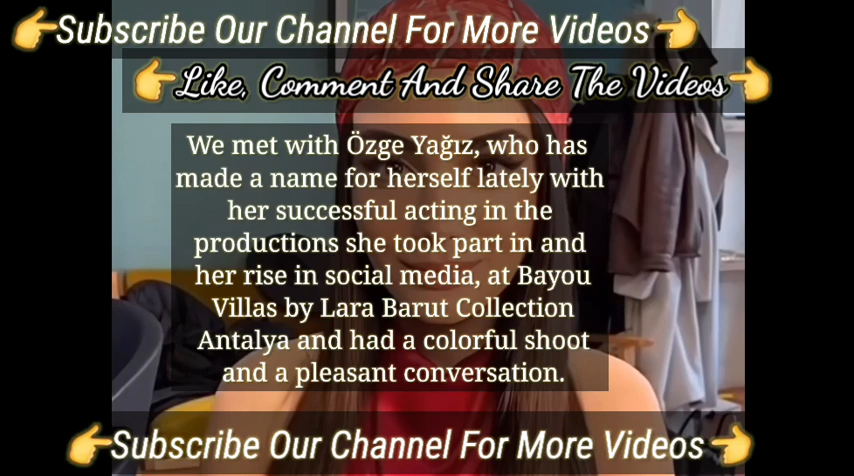 Subscribe Our Channel For More Videos
Like, Comment And Share The Videos
We met with Özge Yağız, who has
made a name for herself lately with
her successful acting in the
productions she took part in and
her rise in social media, at Bayou
Villas by Lara Barut Collection
Antalya and had a colorful shoot
and a pleasant conversation.
Subscribe Our Channel For More Videos